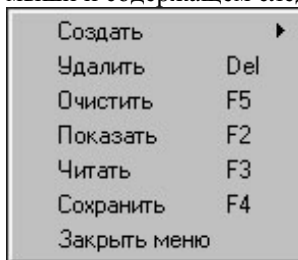 Создать
Удалить Del
Очистить F5
Показать F2
Читать F3
Сохранить F4
Закрыть меню